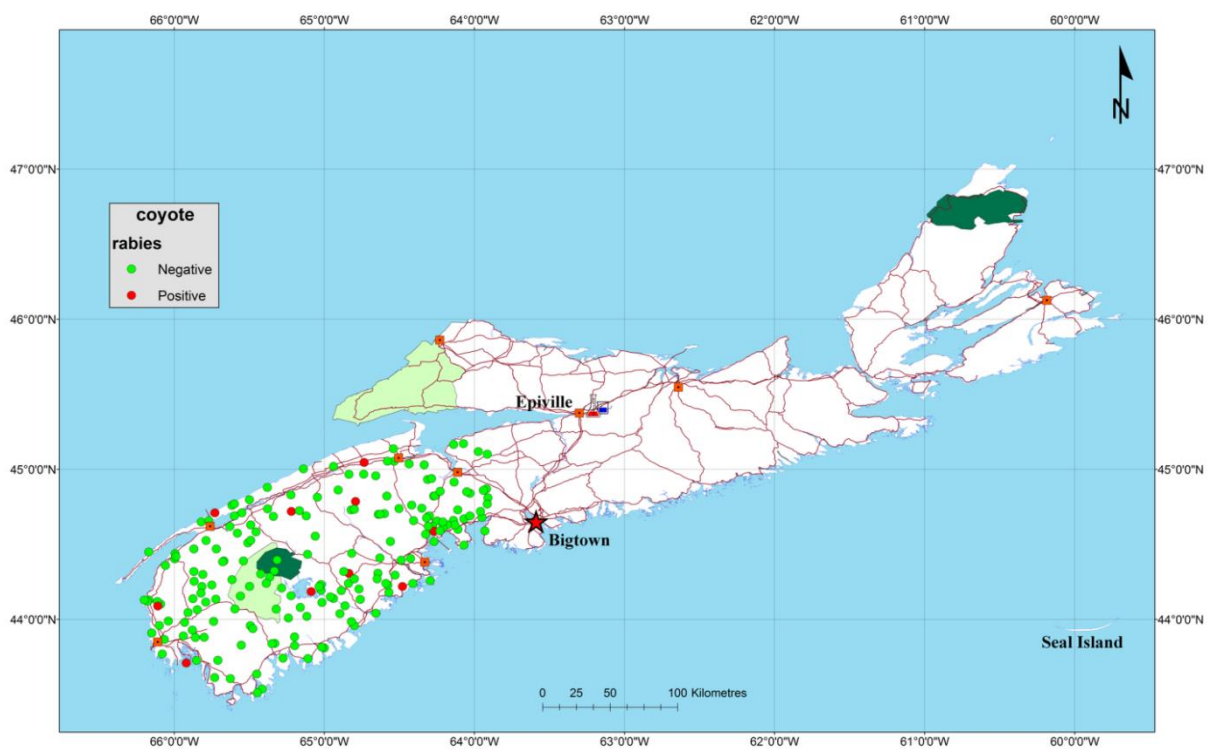 66°0'0"W 65°0'0"W 64°0'0"W 63°0'0"W 62°0'0"W 61°0'0"W 60°0'0"W
N
47°0'0"N 47°0'0"N
coyote
rabies
Negative
Positive
46°0'0"N 46°0'0"N
Epiville
45°0'0"N 45°0'0"N
Bigtown
44°0'0"N 44°0'0"N
Seal Island
0 25 50 100 Kilometres
66°0'0"W 65°0'0"W 64°0'0"W 63°0'0"W 62°0'0"W 61°0'0"W 60°0'0"W